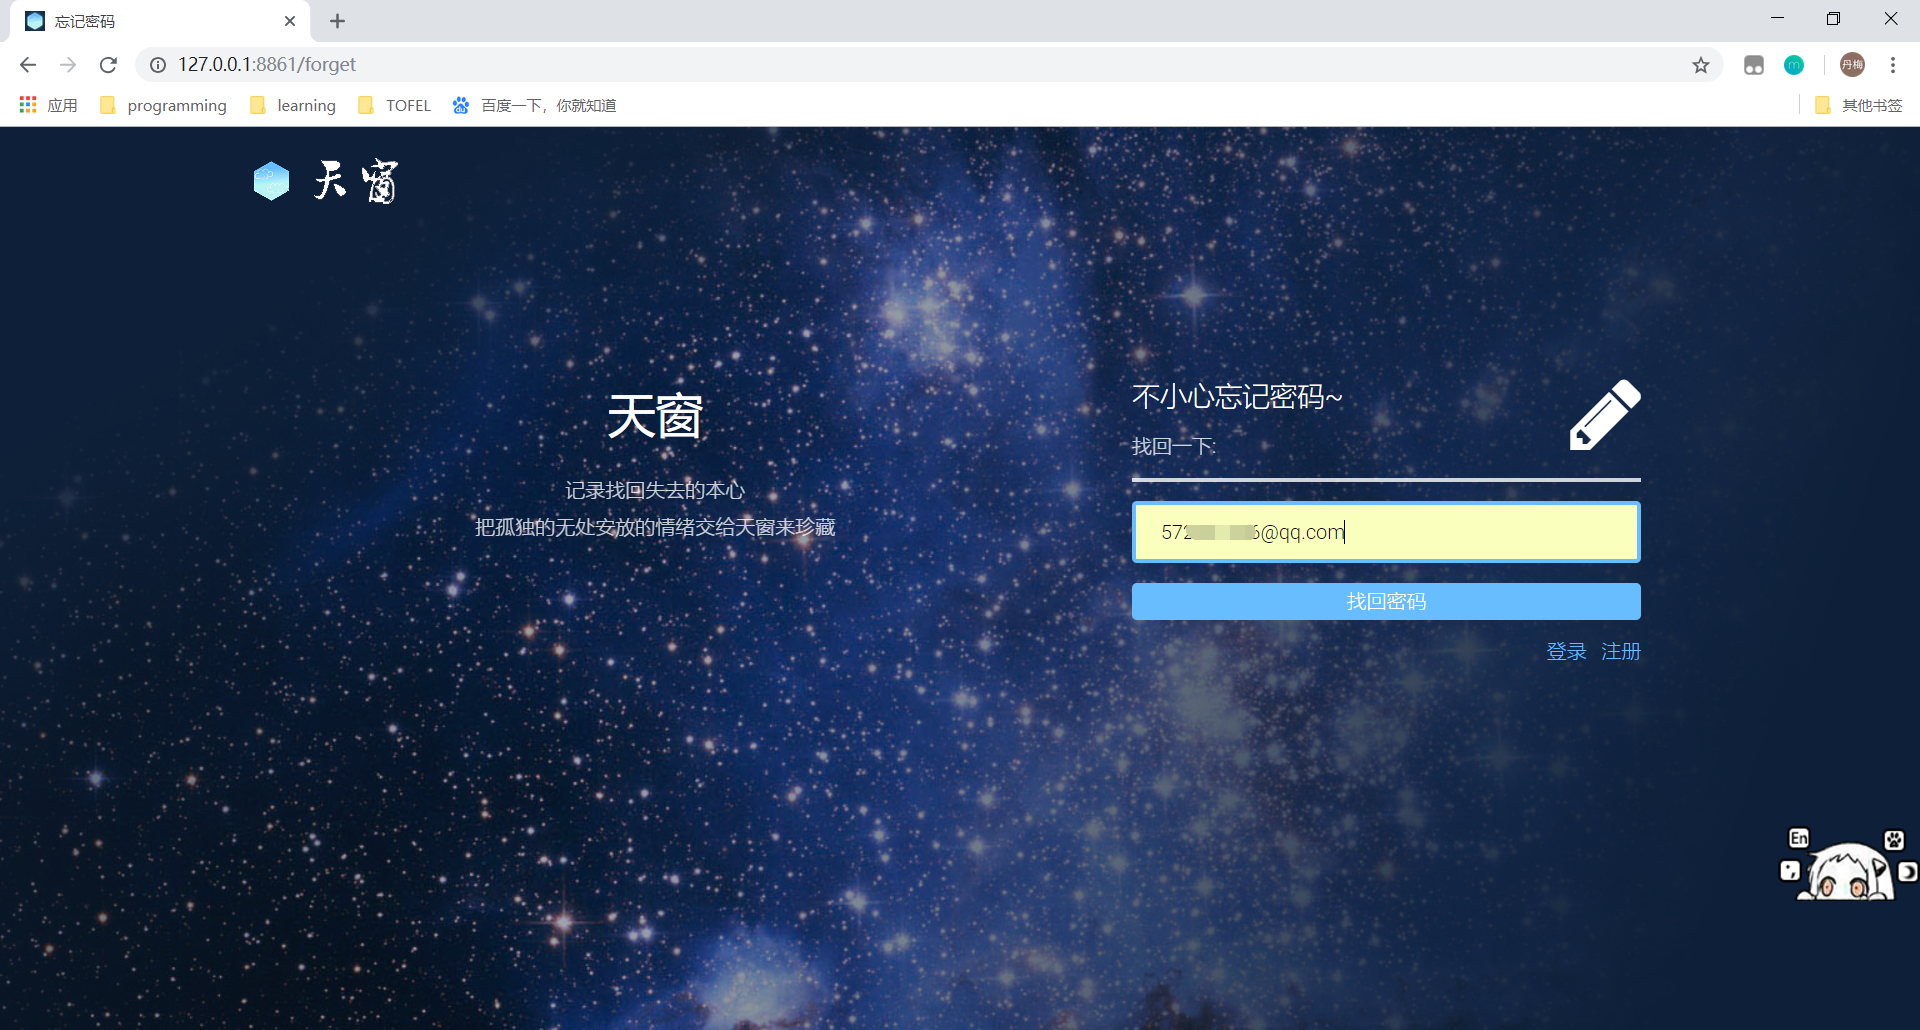 忘记密码
127.0.0.1:8861/forget
丹梅
应用
programming
learning
TOFEL
百度一下，你就知道
其他书签
天窗
天窗
记录找回失去的本心
把孤独的无处安放的情绪交给天窗来珍藏
不小心忘记密码~
找回一下:
6@qq.com
找回密码
登录 注册
En